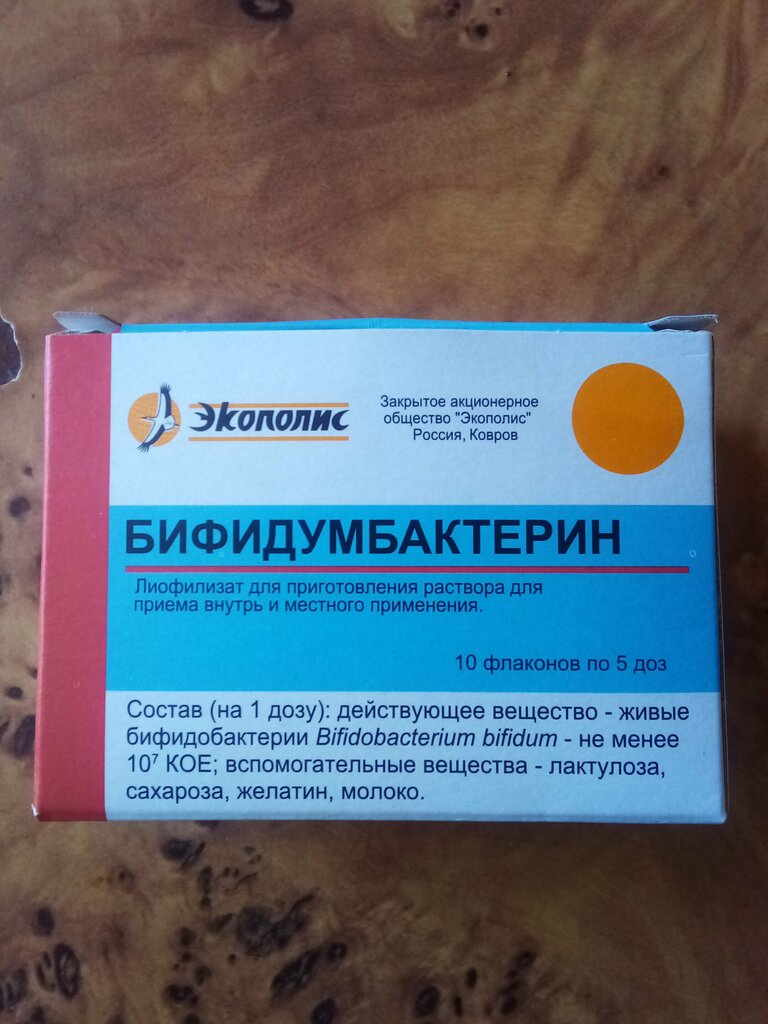 Экополис
Закрытое акционерное
общество "Экополис"
Россия, Ковров
БИФИДУМБАКТЕРИН
Лиофилизат для приготовления раствора для
приема внутрь и местного применения.
10 флаконов по 5 доз
Состав (на 1 дозу): действующее вещество - живые
бифидобактерии Bifidobacterium bifidum - не менее
10⁷ КОЕ; вспомогательные вещества - лактулоза,
сахароза, желатин, молоко.